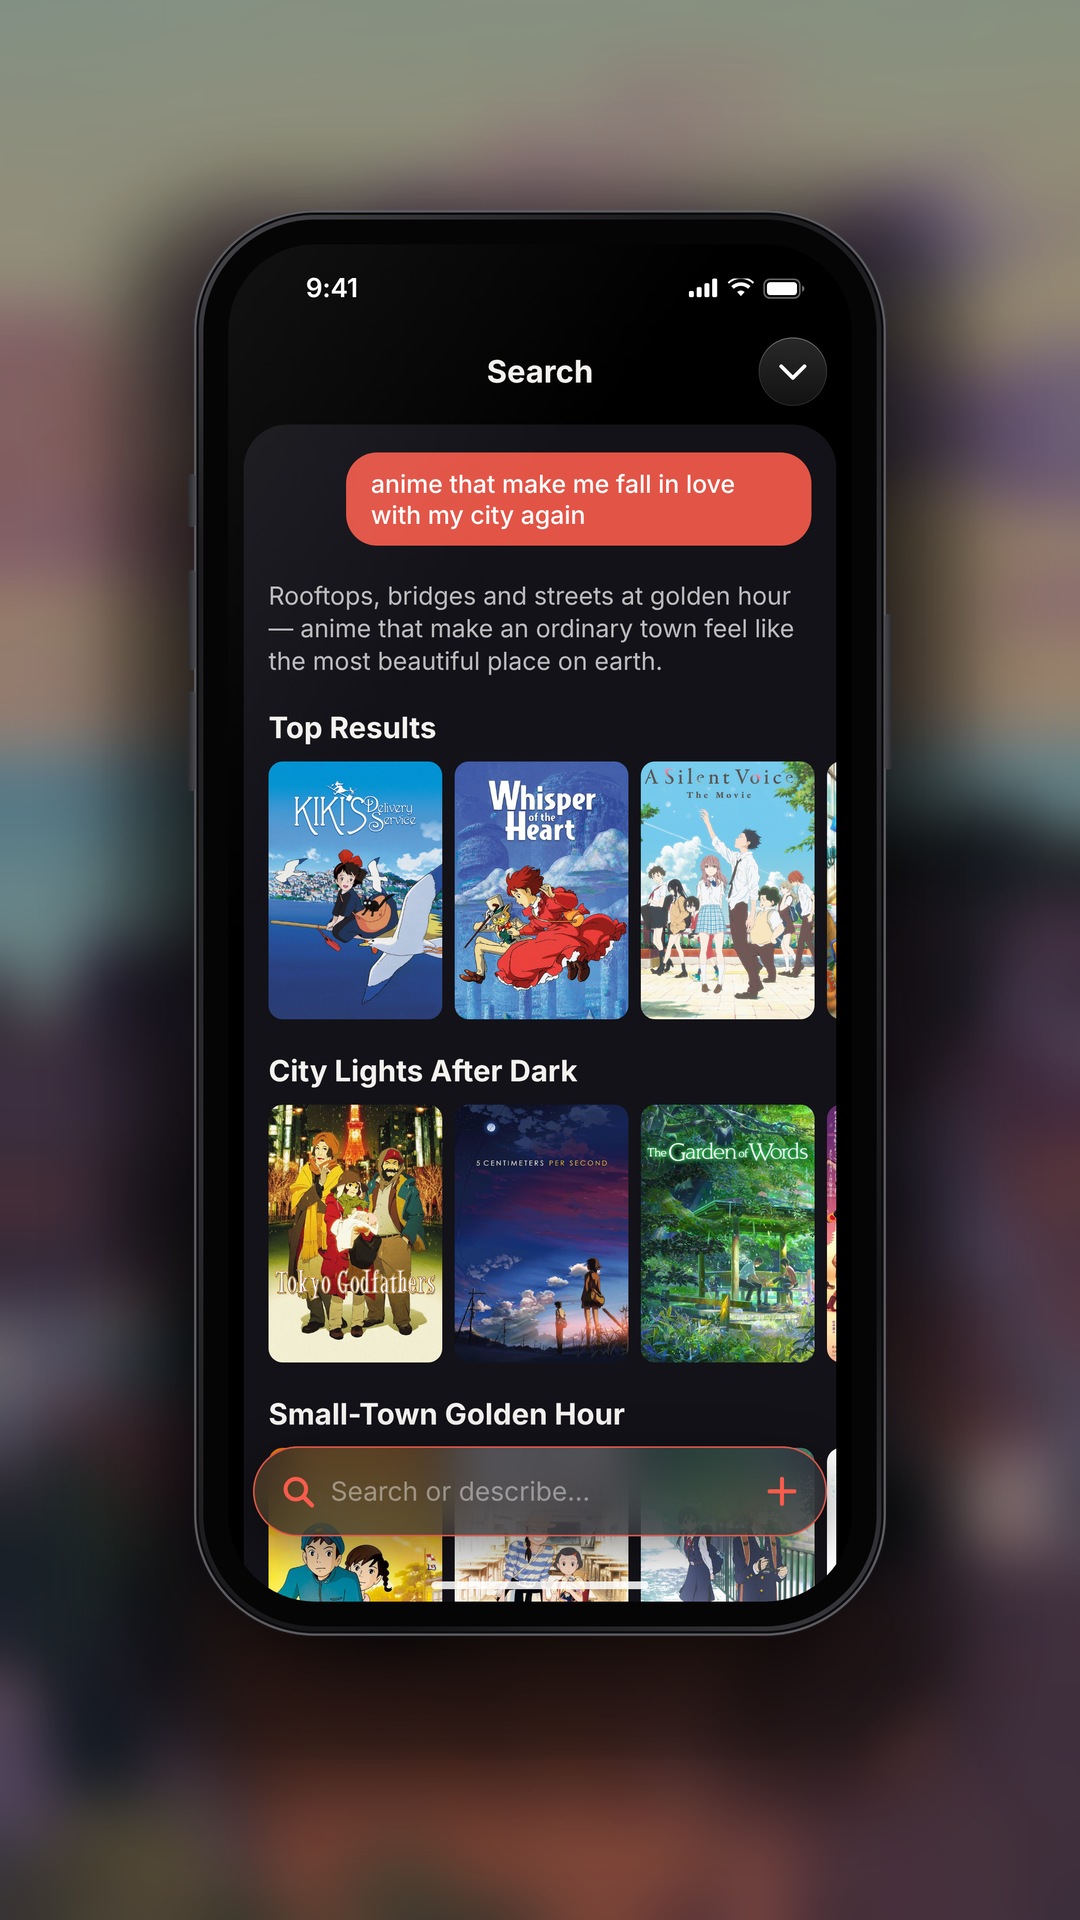 9:41
Search
anime that make me fall in love
with my city again
Rooftops, bridges and streets at golden hour
— anime that make an ordinary town feel like
the most beautiful place on earth.
Top Results
KIKI'S Delivery Service
Whisper
of the
Heart
A Silent Voice
The Movie
City Lights After Dark
Tokyo Godfathers
5 CENTIMETERS PER SECOND
The Garden of Words
Small-Town Golden Hour
Search or describe...